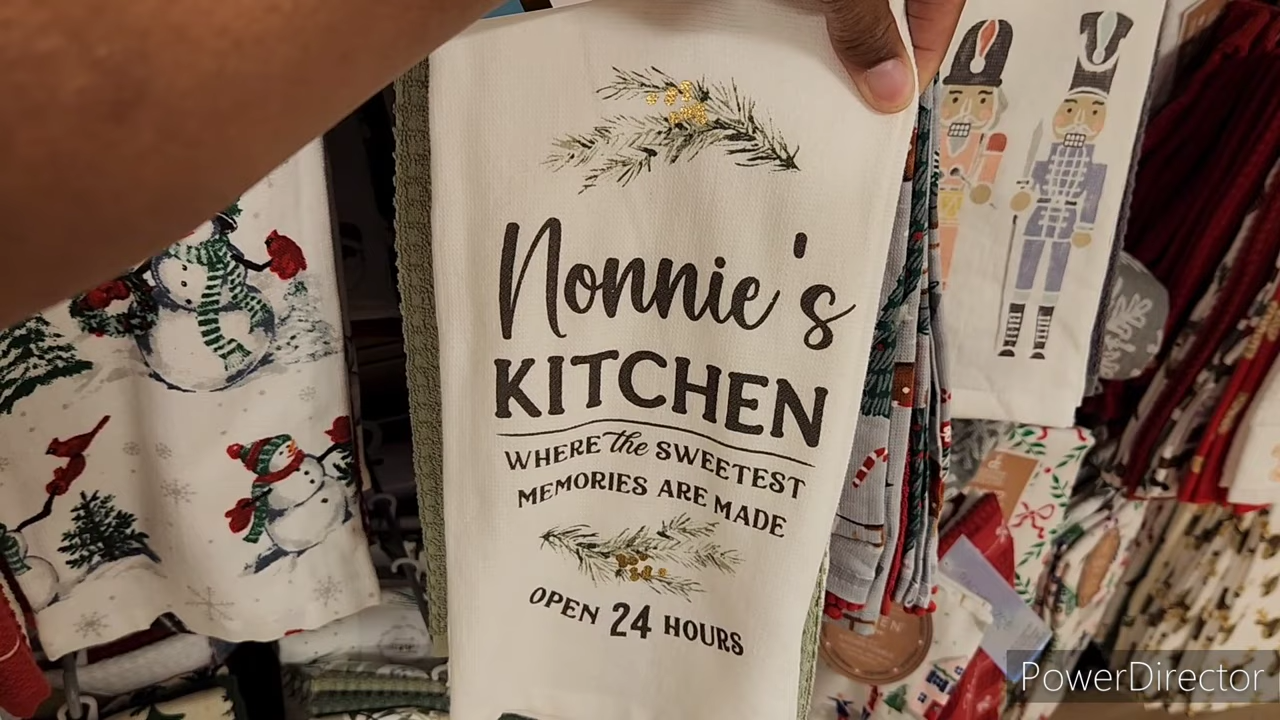 Nonnie's
KITCHEN
WHERE the SWEETEST
MEMORIES ARE MADE
OPEN 24 HOURS
PowerDirector